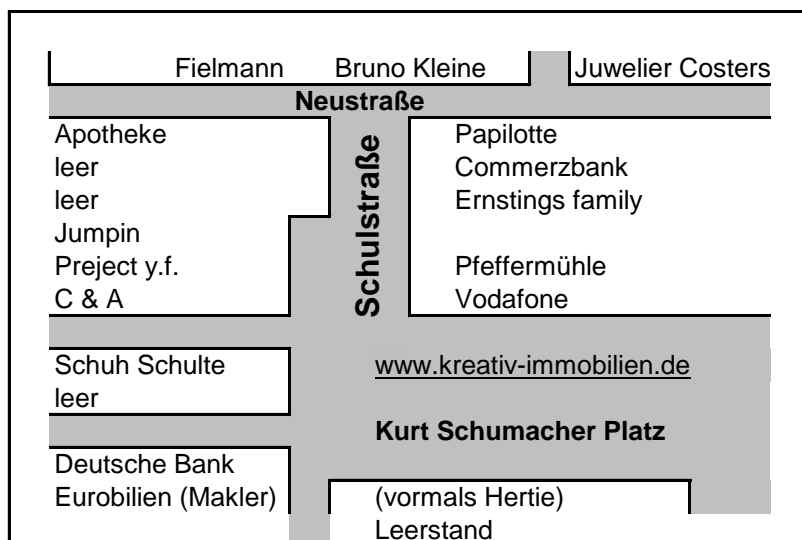 Fielmann Bruno Kleine Juwelier Costers
Neustraße
Apotheke Papilotte
leer Commerzbank
leer Ernstings family
Jumpin
Preject y.f. Pfeffermühle
C & A Vodafone
Schulstraße
Schuh Schulte www.kreativ-immobilien.de
leer
Kurt Schumacher Platz
Deutsche Bank
Eurobilien (Makler) (vormals Hertie)
Leerstand